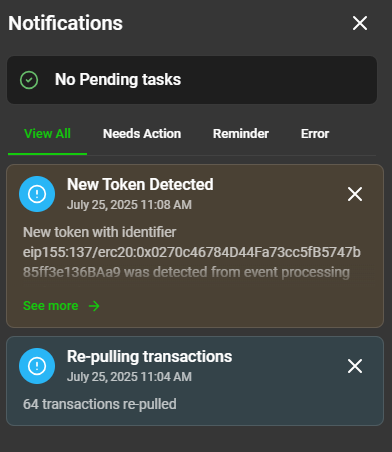 Notifications
No Pending tasks
View All
Needs Action
Reminder
Error
New Token Detected
July 25, 2025 11:08 AM
New token with identifier
eip155:137/erc20:0x0270c46784D44Fa73cc5fB5747b
85ff3e136BAa9 was detected from event processing
See more
Re-pulling transactions
July 25, 2025 11:04 AM
64 transactions re-pulled